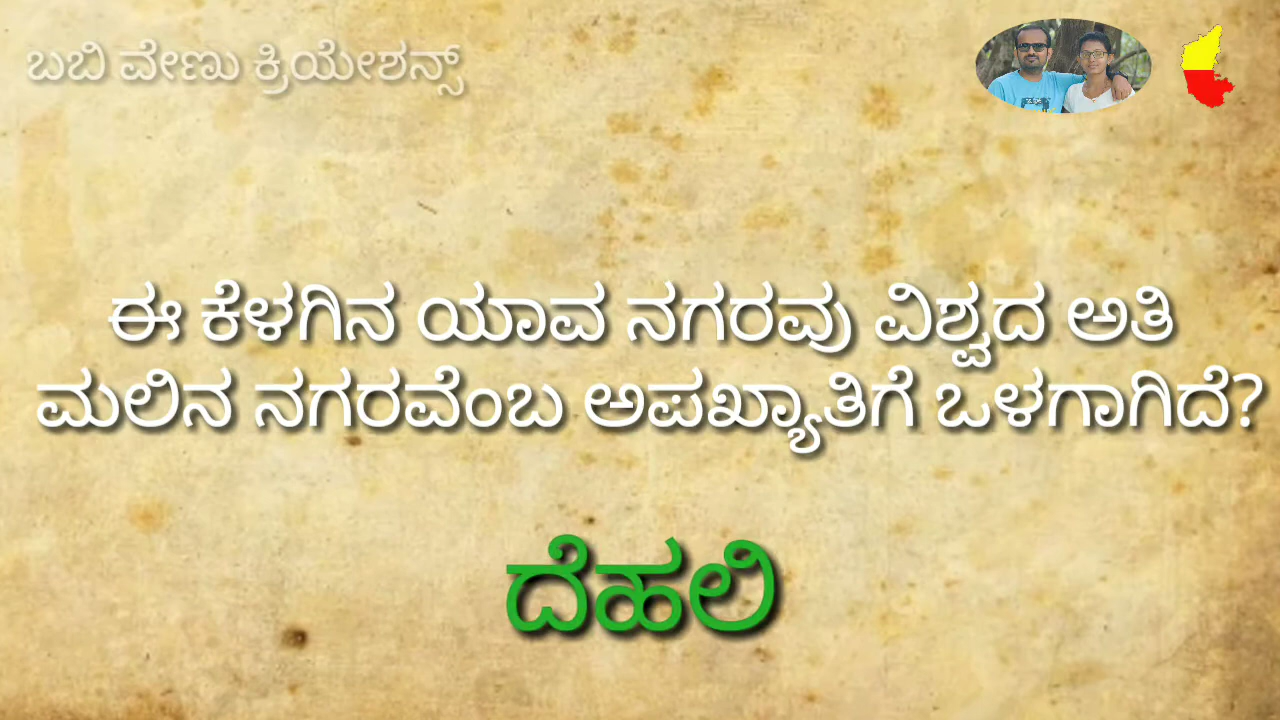 ಬಬಿ ವೇಣು ಕ್ರಿಯೇಶನ್ಸ್
ಈ ಕೆಳಗಿನ ಯಾವ ನಗರವು ವಿಶ್ವದ ಅತಿ
ಮಲಿನ ನಗರವೆಂಬ ಅಪಖ್ಯಾತಿಗೆ ಒಳಗಾಗಿದೆ?
ದೆಹಲಿ